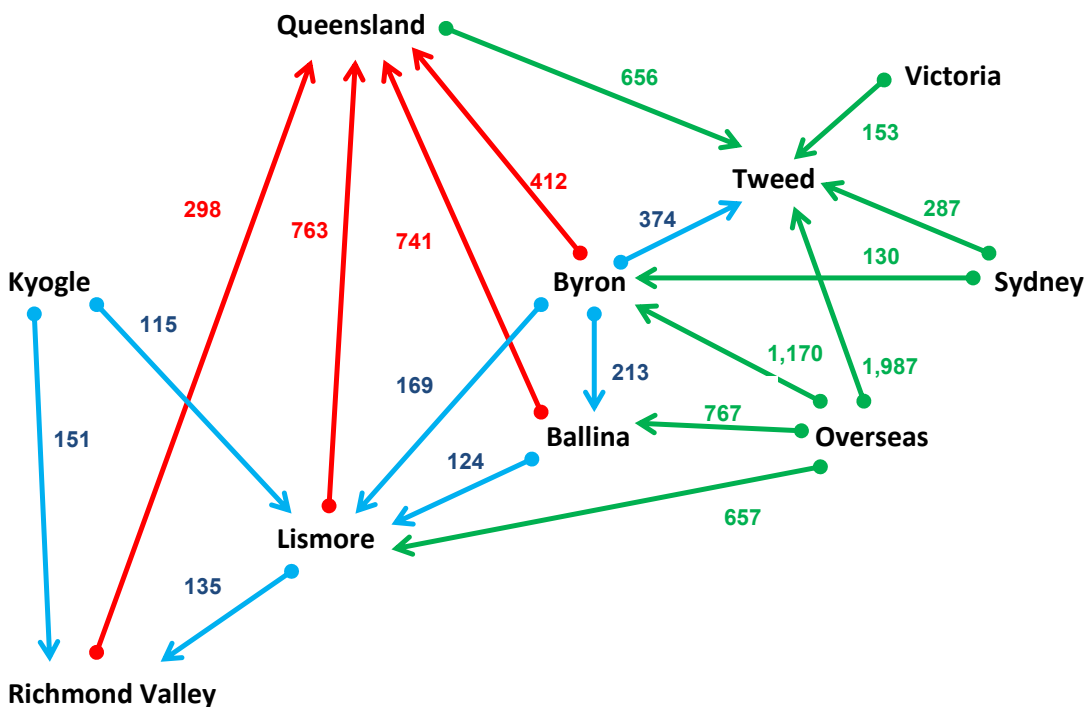 Queensland
656
Victoria
153
Tweed
412
298
763
741
374
287
130
Kyogle
Byron
Sydney
115
1,170
1,987
169
213
767
151
Ballina
Overseas
124
657
Lismore
135
Richmond Valley